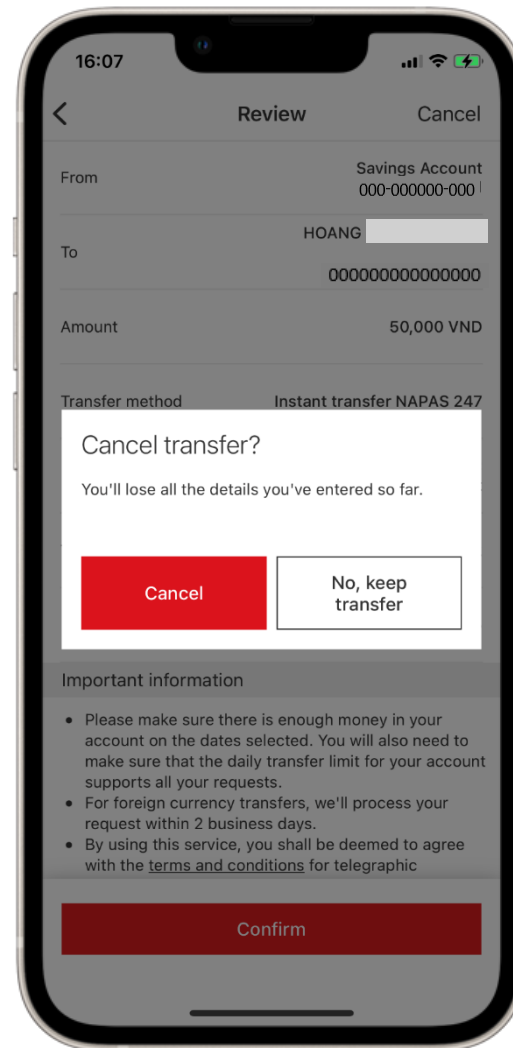 16:07
Review
Cancel
From
Savings Account
000-000000-000
To
HOANG
000000000000000
Amount
50,000 VND
Transfer method
Instant transfer NAPAS 247
Cancel transfer?
You'll lose all the details you've entered so far.
Cancel
No, keep
transfer
Important information
• Please make sure there is enough money in your
account on the dates selected. You will also need to
make sure that the daily transfer limit for your account
supports all your requests.
• For foreign currency transfers, we'll process your
request within 2 business days.
• By using this service, you shall be deemed to agree
with the terms and conditions for telegraphic
Confirm